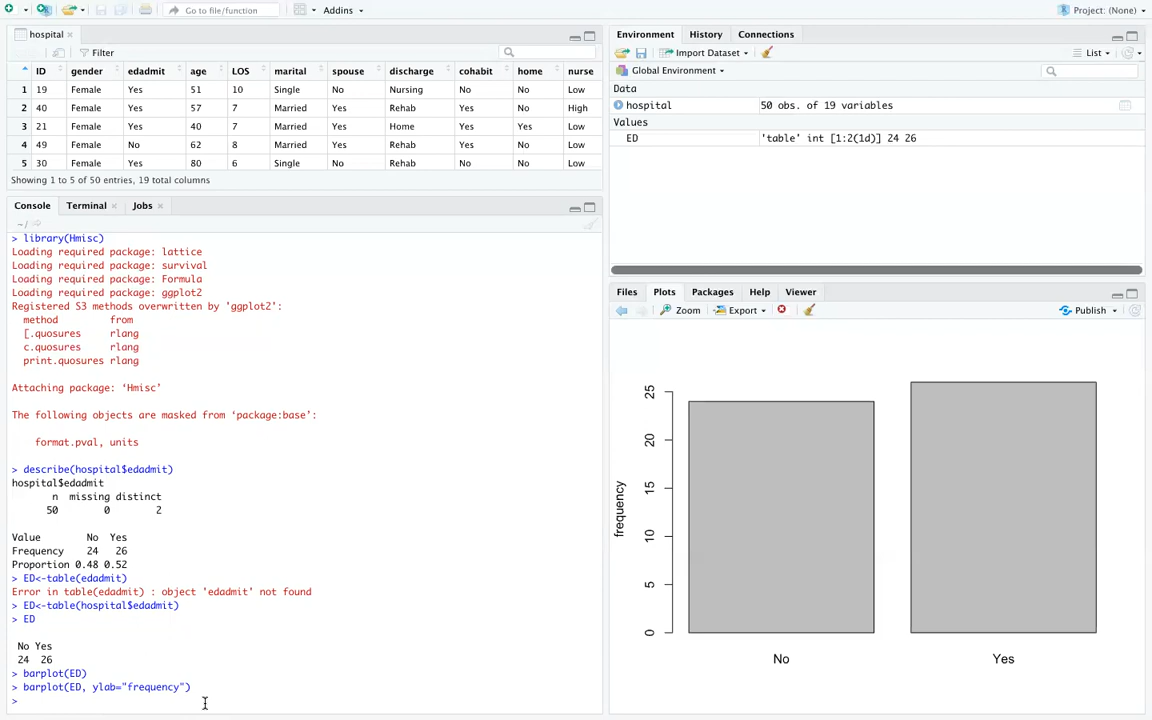 Go to file/function
Addins
Project: (None)
hospital
Filter
ID gender edadmit age LOS marital spouse discharge cohabit home nurse
1 19 Female Yes 51 10 Single No Nursing No No Low
2 40 Female Yes 57 7 Married Yes Rehab Yes No High
3 21 Female Yes 40 7 Married Yes Home Yes Yes Low
4 49 Female No 62 8 Married Yes Rehab Yes No Low
5 30 Female Yes 80 6 Single No Rehab No No Low
Showing 1 to 5 of 50 entries, 19 total columns
Console Terminal Jobs
~/
> library(Hmisc)
Loading required package: lattice
Loading required package: survival
Loading required package: Formula
Loading required package: ggplot2
Registered S3 methods overwritten by 'ggplot2':
method from
[.quosures rlang
c.quosures rlang
print.quosures rlang
Attaching package: ‘Hmisc’
The following objects are masked from ‘package:base’:
format.pval, units
> describe(hospital$edadmit)
hospital$edadmit
n missing distinct
50 0 2
Value No Yes
Frequency 24 26
Proportion 0.48 0.52
> ED<-table(edadmit)
Error in table(edadmit) : object 'edadmit' not found
> ED<-table(hospital$edadmit)
> ED
No Yes
24 26
> barplot(ED)
> barplot(ED, ylab="frequency")
>
Environment History Connections
Import Dataset
List
Global Environment
Data
hospital 50 obs. of 19 variables
Values
ED 'table' int [1:2(1d)] 24 26
Files Plots Packages Help Viewer
Zoom Export Publish
frequency
25
20
15
10
5
0
No Yes